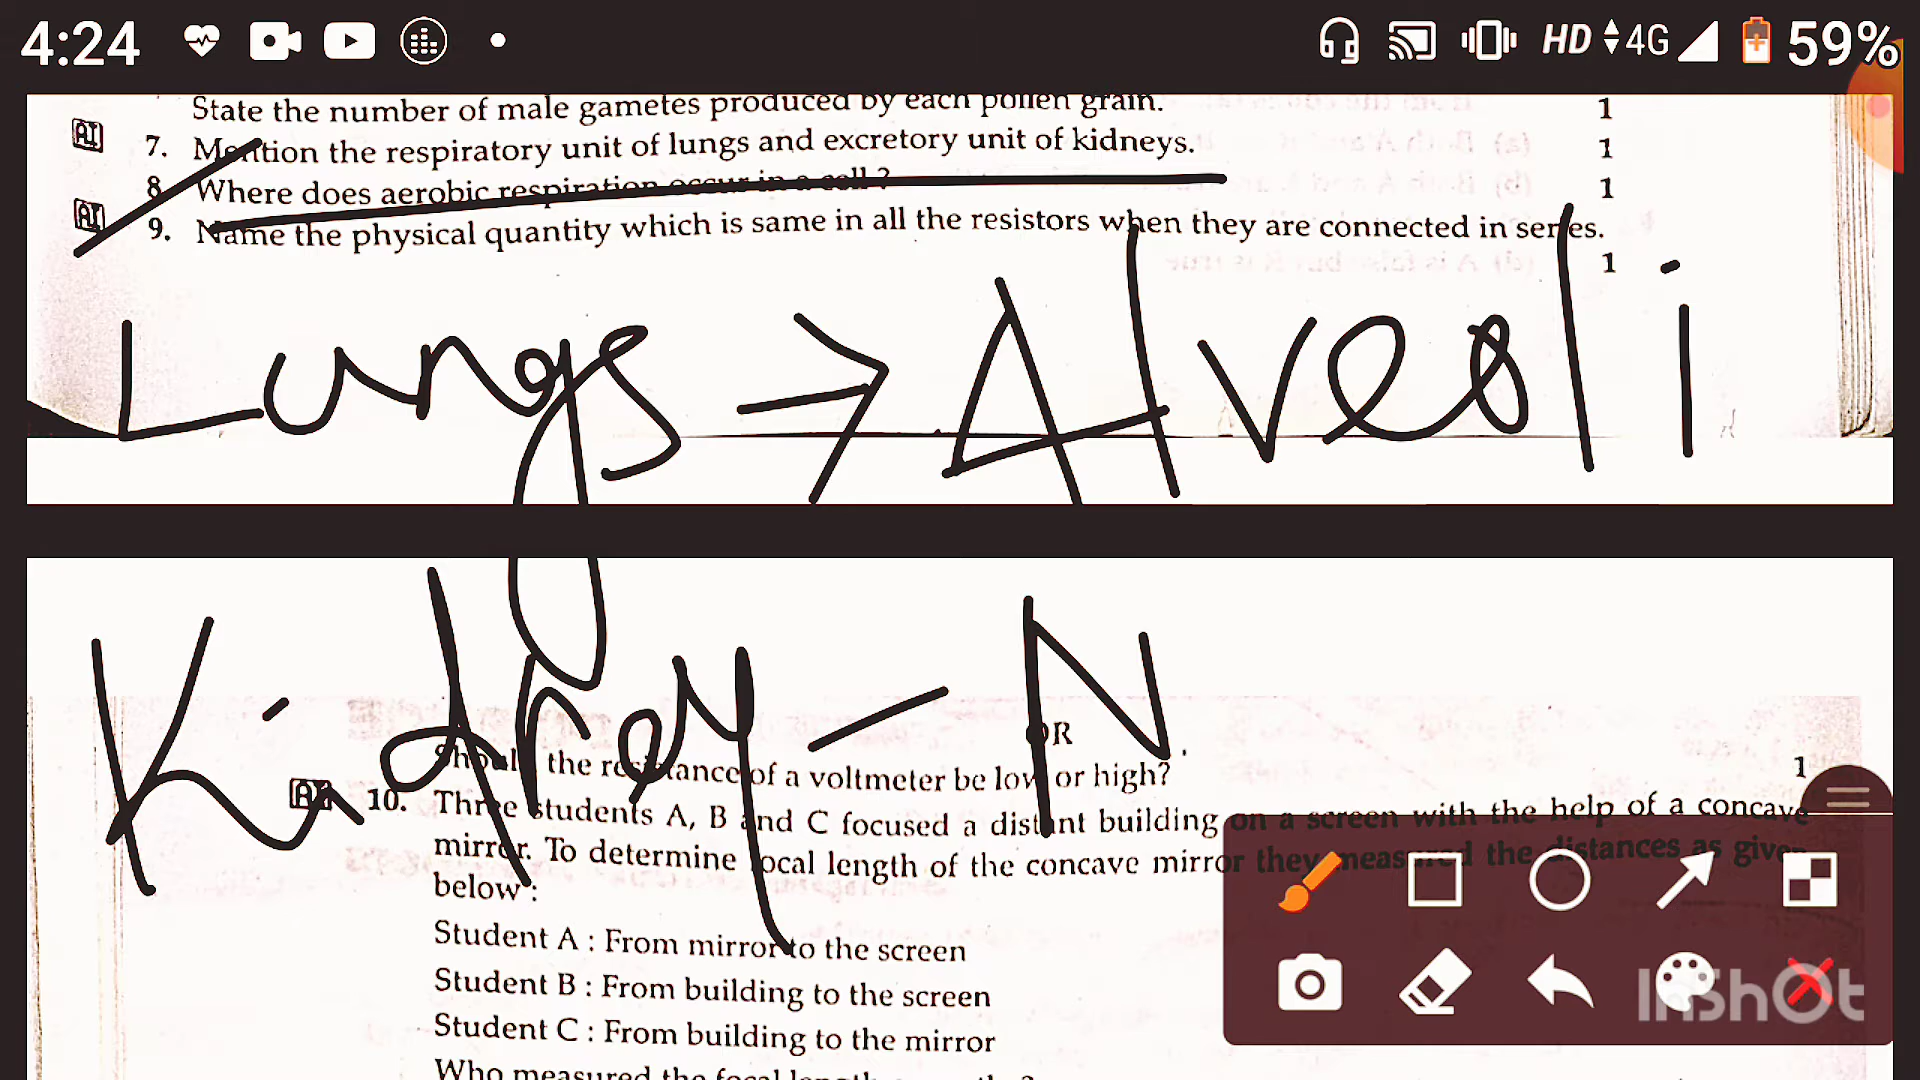 4:24 HD 4G 59%
State the number of male gametes produced by each pollen grain. 1
AI 7. Mention the respiratory unit of lungs and excretory unit of kidneys. 1
8. Where does aerobic respiration occur in a cell ? 1
AI 9. Name the physical quantity which is same in all the resistors when they are connected in series.
1
Lungs → Alveoli
Kidney – N
OR
Should the resistance of a voltmeter be low or high? 1
AI 10. Three students A, B and C focused a distant building on a screen with the help of a concave
mirror. To determine focal length of the concave mirror they measured the distances as given
below :
Student A : From mirror to the screen
Student B : From building to the screen
Student C : From building to the mirror
Who measured the focal length
InShOt